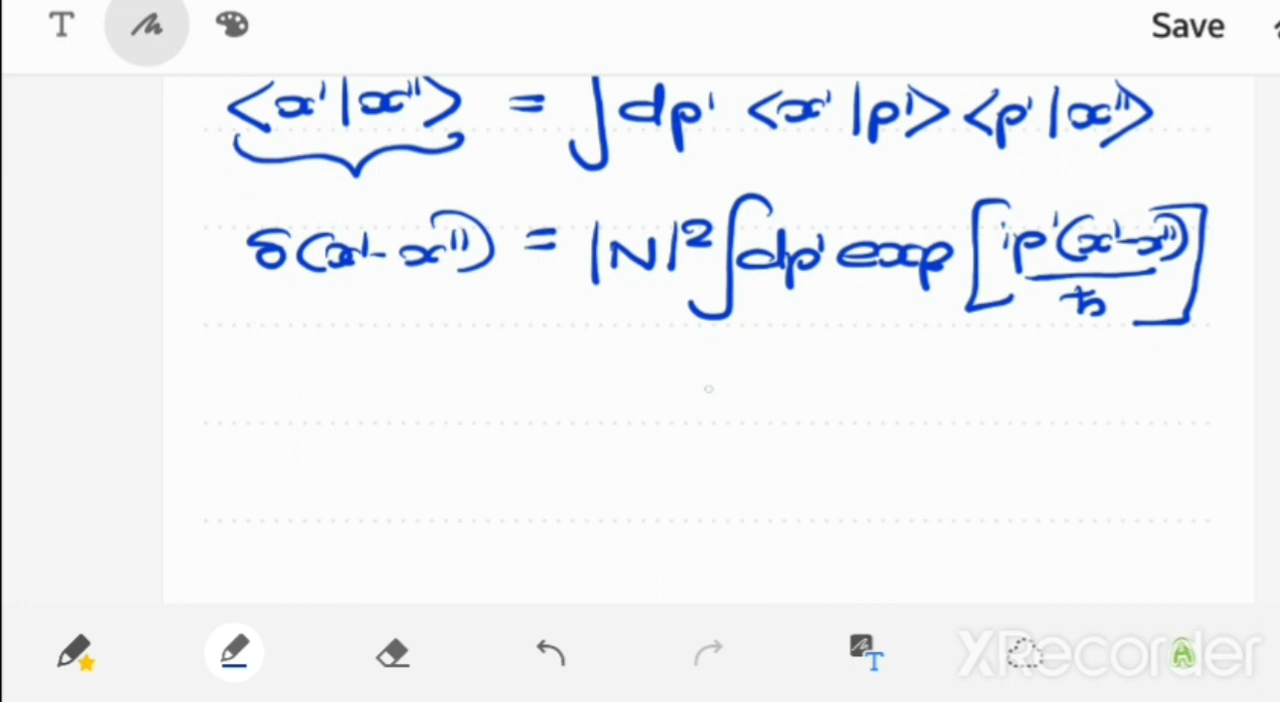 T Save
<x'|x''> = ∫dp' <x'|p'> <p'|x''>
δ(x'-x'') = |N|² ∫dp' exp [ip'(x'-x'')/ħ]
T XRecorder